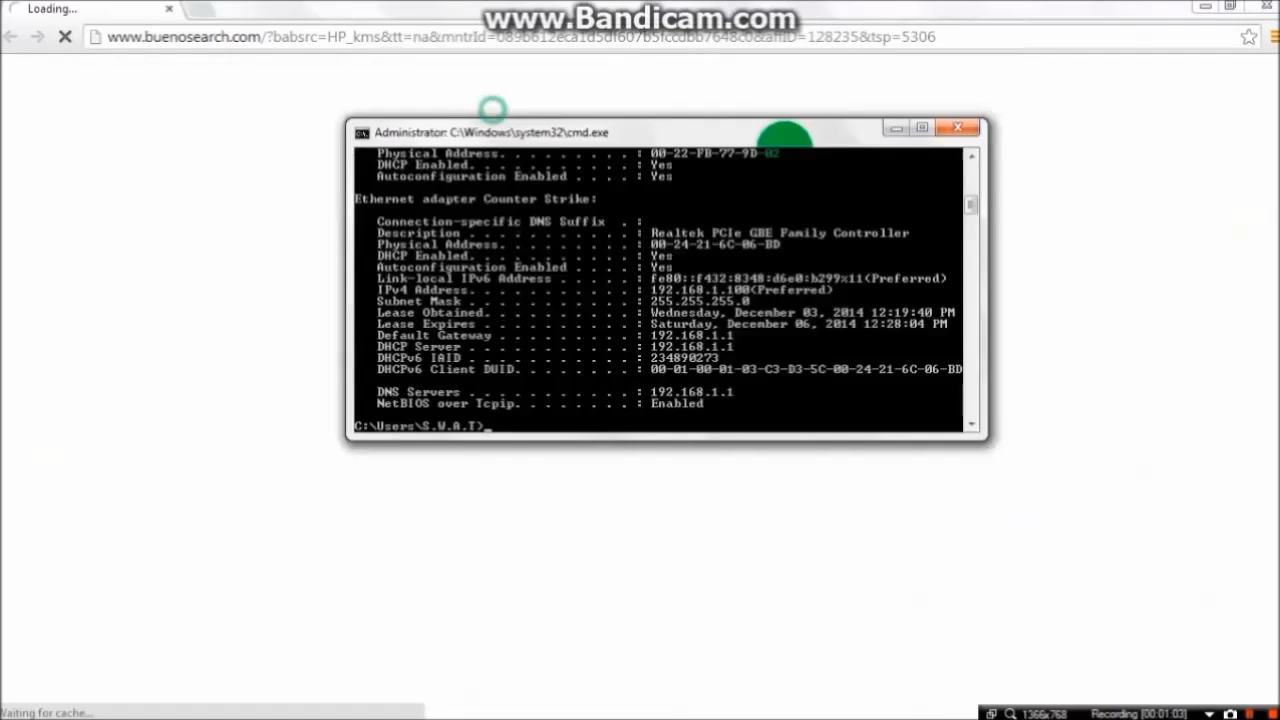 Loading...
www.Bandicam.com
www.buenosearch.com/?babsrc=HP_kms&tt=na&mntrId=089b612eca1d5df607b5fccdbb7648c0&affID=128235&tsp=5306
Administrator: C:\Windows\system32\cmd.exe
Physical Address. . . . . . . . . : 00-22-FB-77-9D-02
DHCP Enabled. . . . . . . . . . . : Yes
Autoconfiguration Enabled . . . . : Yes
Ethernet adapter Counter Strike:
Connection-specific DNS Suffix  . :
Description . . . . . . . . . . . : Realtek PCIe GBE Family Controller
Physical Address. . . . . . . . . : 00-24-21-6C-06-BD
DHCP Enabled. . . . . . . . . . . : Yes
Autoconfiguration Enabled . . . . : Yes
Link-local IPv6 Address . . . . . : fe80::f432:8348:d6e0:b299%11(Preferred)
IPv4 Address. . . . . . . . . . . : 192.168.1.100(Preferred)
Subnet Mask . . . . . . . . . . . : 255.255.255.0
Lease Obtained. . . . . . . . . . : Wednesday, December 03, 2014 12:19:40 PM
Lease Expires . . . . . . . . . . : Saturday, December 06, 2014 12:28:04 PM
Default Gateway . . . . . . . . . : 192.168.1.1
DHCP Server . . . . . . . . . . . : 192.168.1.1
DHCPv6 IAID . . . . . . . . . . . : 234890273
DHCPv6 Client DUID. . . . . . . . : 00-01-00-01-03-C3-D3-5C-00-24-21-6C-06-BD
DNS Servers . . . . . . . . . . . : 192.168.1.1
NetBIOS over Tcpip. . . . . . . . : Enabled
C:\Users\S.W.A.T>_
Waiting for cache...
1366x768 Recording [00:01:03]